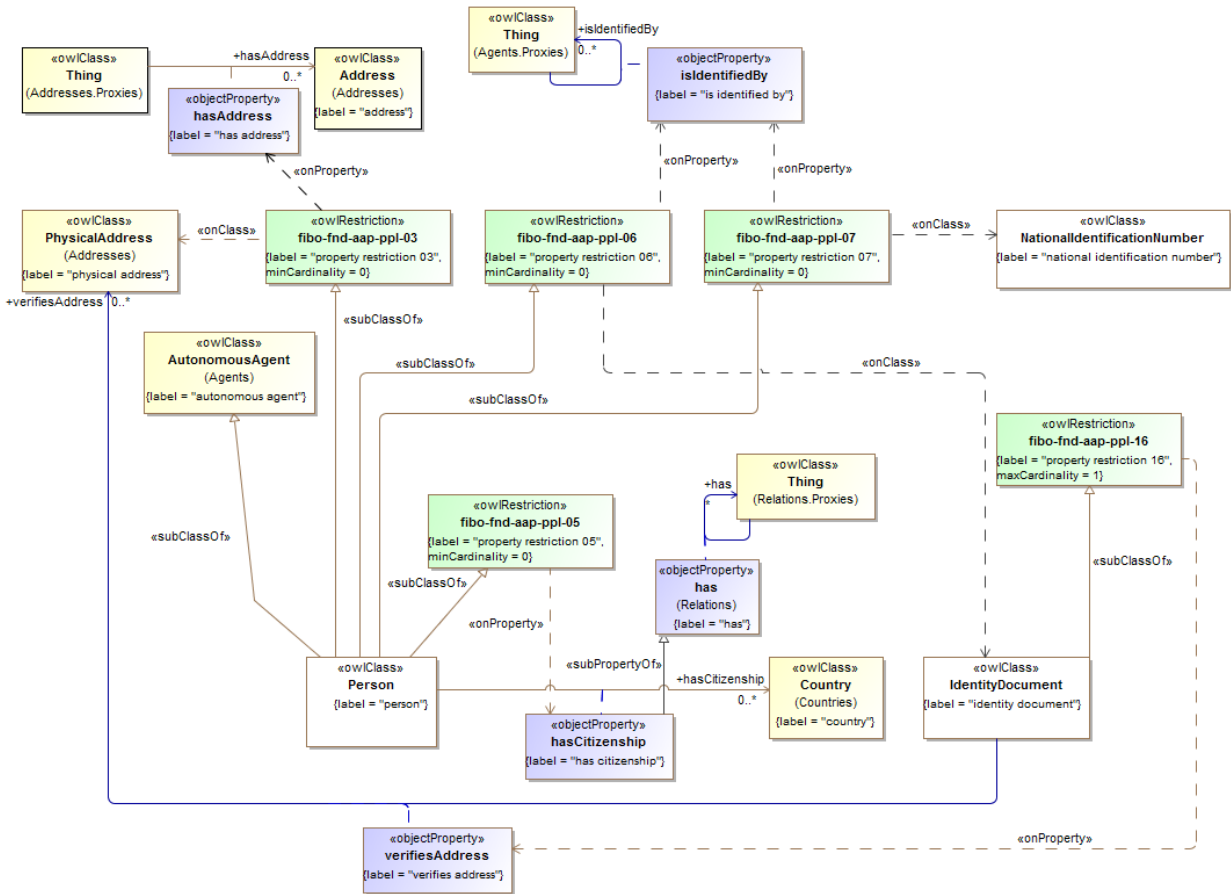 «owlClass»
Thing
(Agents.Proxies)
+isIdentifiedBy
0..*
«owlClass»
Thing
(Addresses.Proxies)
+hasAddress
0..*
«owlClass»
Address
(Addresses)
{label = "address"}
«objectProperty»
isIdentifiedBy
{label = "is identified by"}
«objectProperty»
hasAddress
{label = "has address"}
«onProperty»
«onProperty»
«onProperty»
«owlClass»
PhysicalAddress
(Addresses)
{label = "physical address"}
«onClass»
«owlRestriction»
fibo-fnd-aap-ppl-03
{label = "property restriction 03",
minCardinality = 0}
«owlRestriction»
fibo-fnd-aap-ppl-06
{label = "property restriction 06",
minCardinality = 0}
«owlRestriction»
fibo-fnd-aap-ppl-07
{label = "property restriction 07",
minCardinality = 0}
«onClass»
«owlClass»
NationalIdentificationNumber
{label = "national identification number"}
+verifiesAddress
0..*
«subClassOf»
«owlClass»
AutonomousAgent
(Agents)
{label = "autonomous agent"}
«subClassOf»
«onClass»
«subClassOf»
«owlRestriction»
fibo-fnd-aap-ppl-16
{label = "property restriction 16",
maxCardinality = 1}
«owlClass»
Thing
(Relations.Proxies)
+has
*
«owlRestriction»
fibo-fnd-aap-ppl-05
{label = "property restriction 05",
minCardinality = 0}
«subClassOf»
«subClassOf»
«subClassOf»
«objectProperty»
has
(Relations)
{label = "has"}
«onProperty»
«subPropertyOf»
«owlClass»
Person
{label = "person"}
+hasCitizenship
0..*
«owlClass»
Country
(Countries)
{label = "country"}
«owlClass»
IdentityDocument
{label = "identity document"}
«objectProperty»
hasCitizenship
{label = "has citizenship"}
«objectProperty»
verifiesAddress
{label = "verifies address"}
«onProperty»